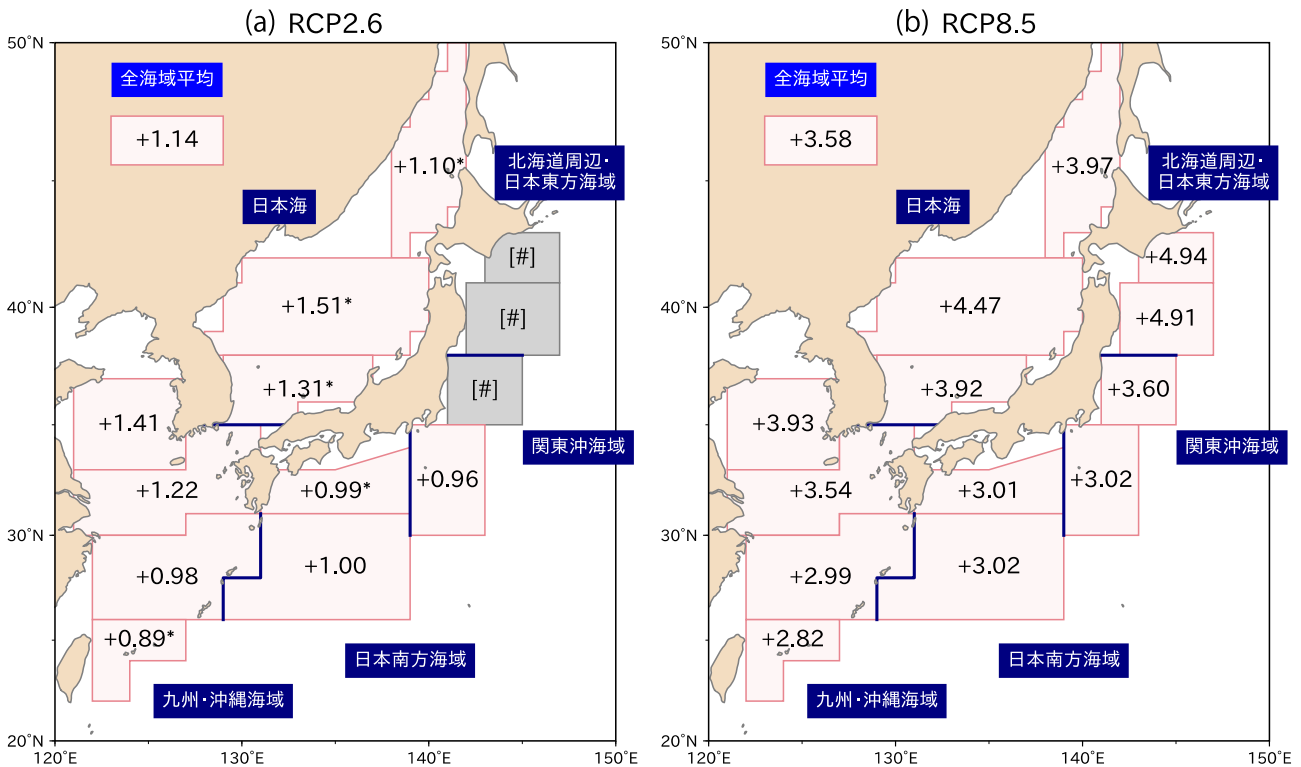 (a) RCP2.6
50°N
40°N
30°N
20°N
120°E
130°E
140°E
150°E
全海域平均
+1.14
北海道周辺・
日本東方海域
+1.10*
日本海
[#]
+1.51*
[#]
+1.31*
[#]
+1.41
関東沖海域
+1.22
+0.99*
+0.96
+0.98
+1.00
+0.89*
日本南方海域
九州・沖縄海域
(b) RCP8.5
50°N
40°N
30°N
20°N
120°E
130°E
140°E
150°E
全海域平均
+3.58
北海道周辺・
日本東方海域
+3.97
日本海
+4.94
+4.47
+4.91
+3.92
+3.60
+3.93
関東沖海域
+3.54
+3.01
+3.02
+2.99
+3.02
+2.82
日本南方海域
九州・沖縄海域